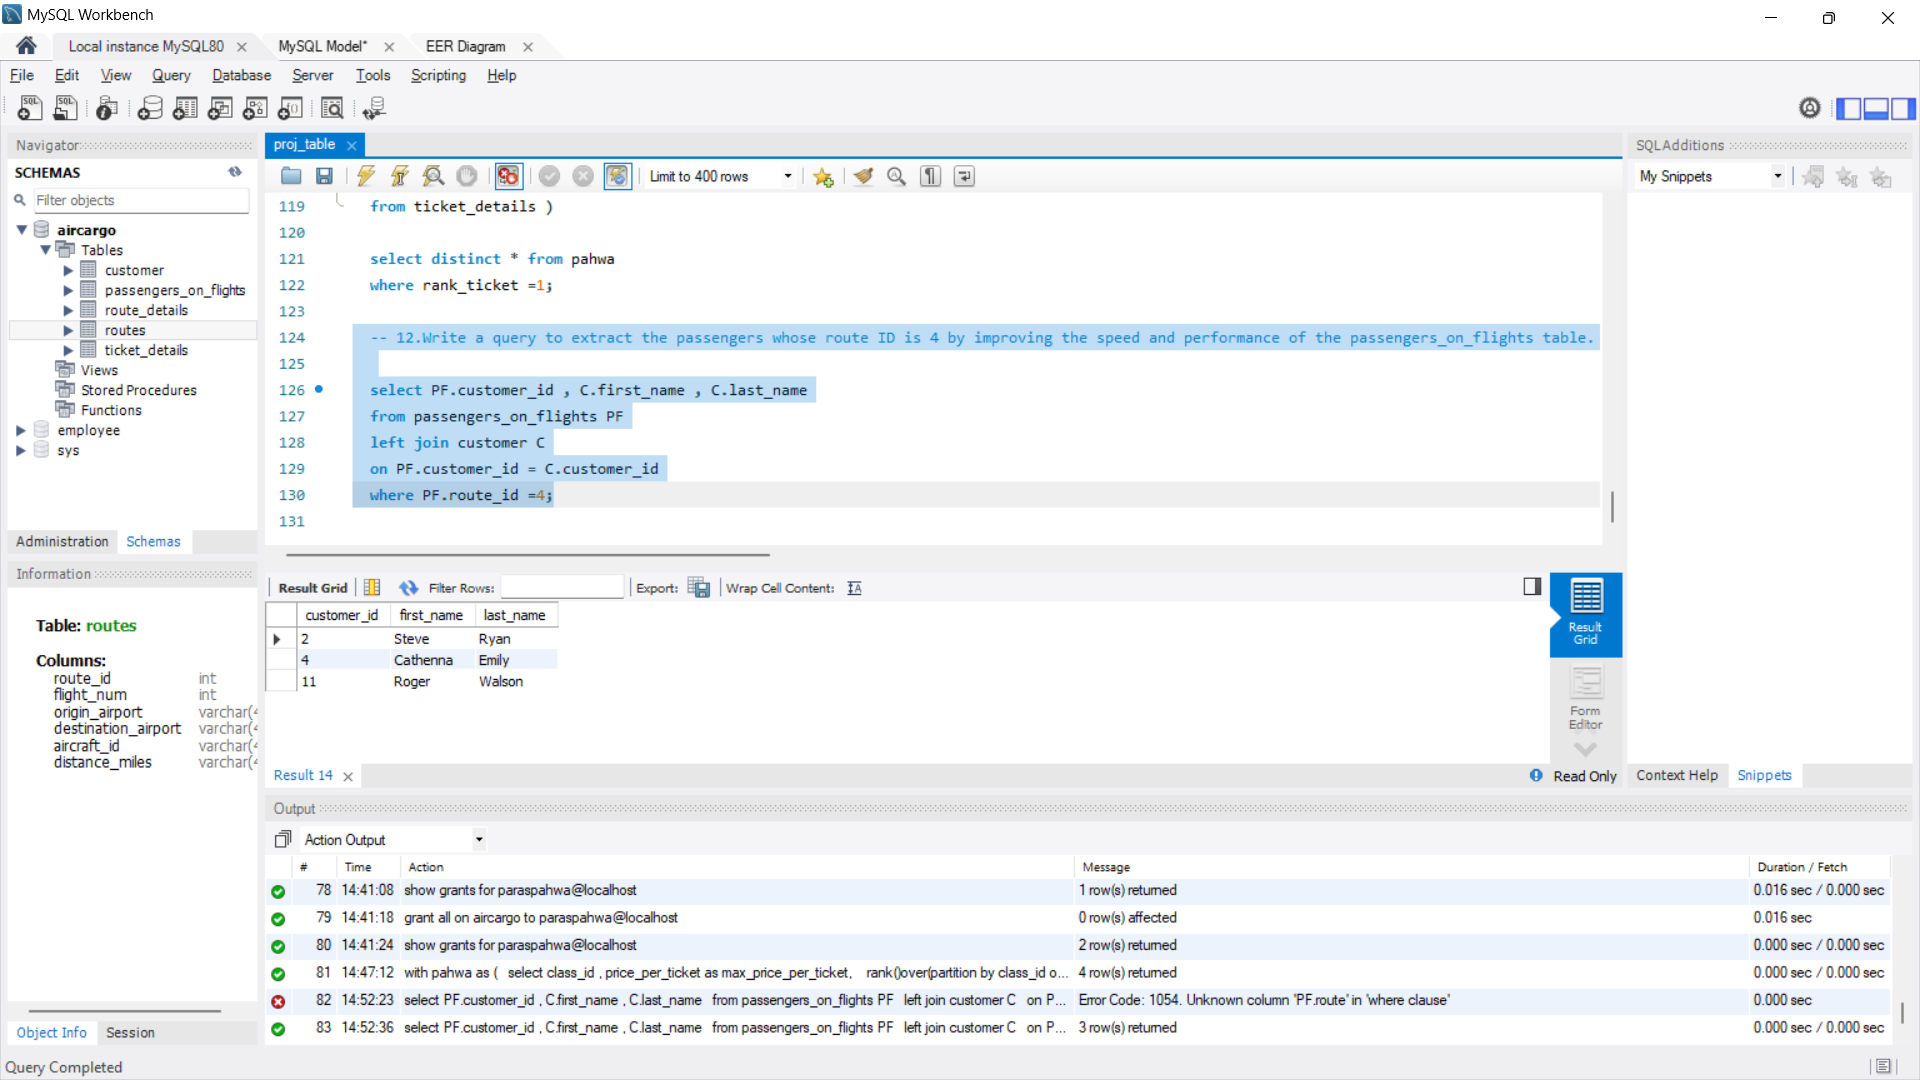 MySQL Workbench
Local instance MySQL80
MySQL Model*
EER Diagram
File Edit View Query Database Server Tools Scripting Help
Navigator
SCHEMAS
Filter objects
aircargo
Tables
customer
passengers_on_flights
route_details
routes
ticket_details
Views
Stored Procedures
Functions
employee
sys
Administration Schemas
Information
Table: routes
Columns:
route_id int
flight_num int
origin_airport varchar(4
destination_airport varchar(4
aircraft_id varchar(4
distance_miles varchar(4
Object Info Session
Query Completed
proj_table
Limit to 400 rows
119 from ticket_details )
120
121 select distinct * from pahwa
122 where rank_ticket =1;
123
124 -- 12.Write a query to extract the passengers whose route ID is 4 by improving the speed and performance of the passengers_on_flights table.
125
126 select PF.customer_id , C.first_name , C.last_name
127 from passengers_on_flights PF
128 left join customer C
129 on PF.customer_id = C.customer_id
130 where PF.route_id =4;
131
Result Grid Filter Rows: Export: Wrap Cell Content:
customer_id first_name last_name
2 Steve Ryan
4 Cathenna Emily
11 Roger Walson
Result Grid
Form Editor
Result 14
Read Only
SQLAdditions
My Snippets
Context Help Snippets
Output
Action Output
# Time Action Message Duration / Fetch
78 14:41:08 show grants for paraspahwa@localhost 1 row(s) returned 0.016 sec / 0.000 sec
79 14:41:18 grant all on aircargo to paraspahwa@localhost 0 row(s) affected 0.016 sec
80 14:41:24 show grants for paraspahwa@localhost 2 row(s) returned 0.000 sec / 0.000 sec
81 14:47:12 with pahwa as ( select class_id , price_per_ticket as max_price_per_ticket, rank()over(partition by class_id o... 4 row(s) returned 0.000 sec / 0.000 sec
82 14:52:23 select PF.customer_id , C.first_name , C.last_name from passengers_on_flights PF left join customer C on P... Error Code: 1054. Unknown column 'PF.route' in 'where clause' 0.000 sec
83 14:52:36 select PF.customer_id , C.first_name , C.last_name from passengers_on_flights PF left join customer C on P... 3 row(s) returned 0.000 sec / 0.000 sec